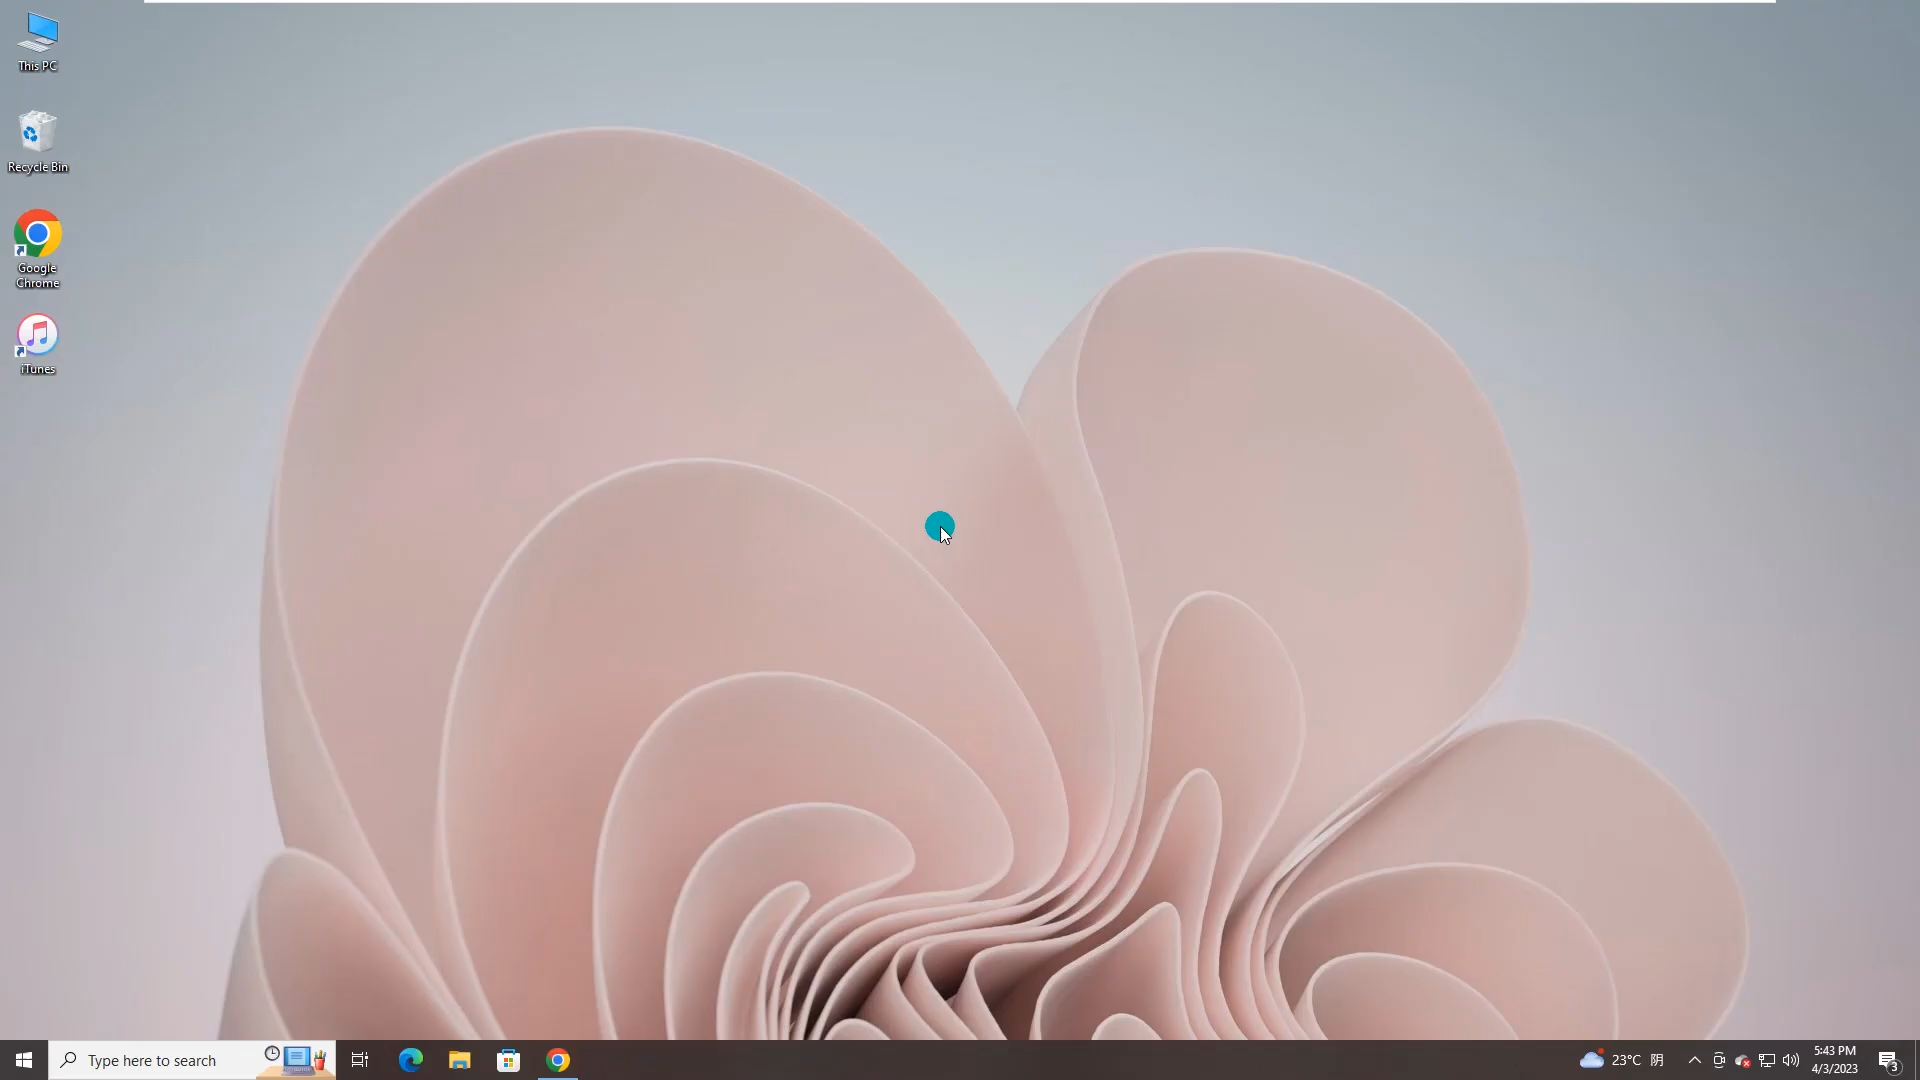 This PC
Recycle Bin
Google
Chrome
iTunes
Type here to search
23°C 阴
5:43 PM
4/3/2023
3